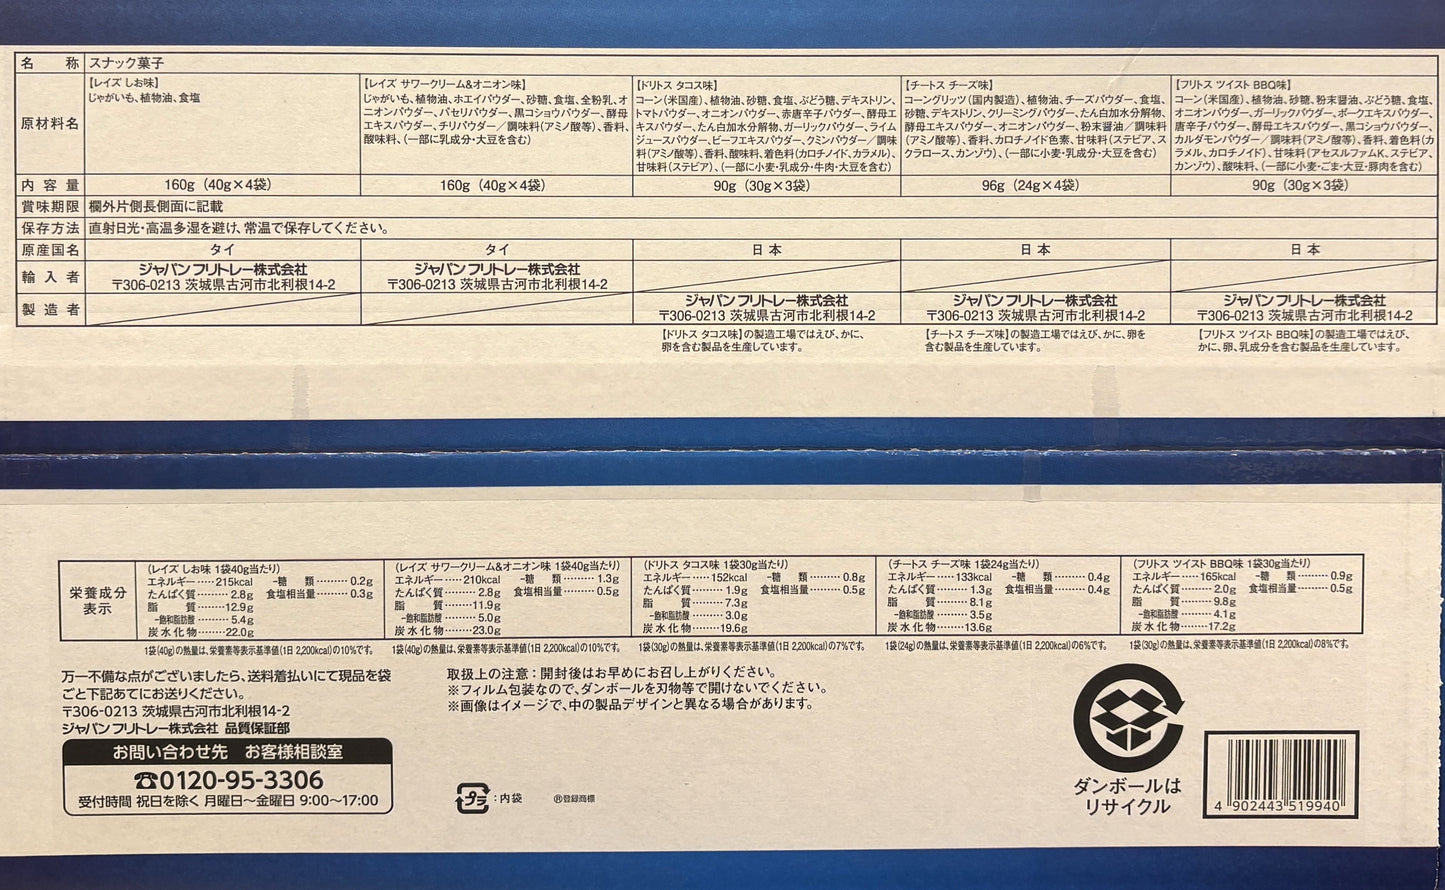 名称 スナック菓子
原材料名
【レイズ しお味】
じゃがいも、植物油、食塩
【レイズ サワークリーム&オニオン味】
じゃがいも、植物油、ホエイパウダー、砂糖、食塩、全粉乳、オ
ニオンパウダー、パセリパウダー、黒コショウパウダー、酵母
エキスパウダー、チリパウダー／調味料(アミノ酸等)、香料、
酸味料、(一部に乳成分・大豆を含む)
【ドリトス タコス味】
コーン(米国産)、植物油、砂糖、食塩、ぶどう糖、デキストリン、
トマトパウダー、オニオンパウダー、赤唐辛子パウダー、酵母エ
キスパウダー、たん白加水分解物、ガーリックパウダー、ライム
ジュースパウダー、ビーフエキスパウダー、クミンパウダー／調味
料(アミノ酸等)、香料、酸味料、着色料(カロチノイド、カラメル)、
甘味料(ステビア)、(一部に小麦・乳成分・牛肉・大豆を含む)
【チートス チーズ味】
コーングリッツ(国内製造)、植物油、チーズパウダー、食塩、
砂糖、デキストリン、クリーミングパウダー、たん白加水分解物、
酵母エキスパウダー、オニオンパウダー、粉末醤油／調味料
(アミノ酸等)、香料、カロチノイド色素、甘味料(ステビア、ス
クラロース、カンゾウ)、(一部に小麦・乳成分・大豆を含む)
【フリトス ツイスト BBQ味】
コーン(米国産)、植物油、砂糖、粉末醤油、ぶどう糖、食塩、
オニオンパウダー、ガーリックパウダー、ポークエキスパウダー、
唐辛子パウダー、酵母エキスパウダー、黒コショウパウダー、
カルダモンパウダー／調味料(アミノ酸等)、香料、着色料(カ
ラメル、カロチノイド)、甘味料(アセスルファムK、ステビア、
カンゾウ)、酸味料、(一部に小麦・ごま・大豆・豚肉を含む)
内容量 160g (40g×4袋) 160g (40g×4袋) 90g (30g×3袋) 96g (24g×4袋) 90g (30g×3袋)
賞味期限 欄外片側長側面に記載
保存方法 直射日光・高温多湿を避け、常温で保存してください。
原産国名 タイ タイ 日本 日本 日本
輸入者
ジャパン フリトレー株式会社
〒306-0213 茨城県古河市北利根14-2
ジャパン フリトレー株式会社
〒306-0213 茨城県古河市北利根14-2
製造者
ジャパン フリトレー株式会社
〒306-0213 茨城県古河市北利根14-2
ジャパン フリトレー株式会社
〒306-0213 茨城県古河市北利根14-2
ジャパン フリトレー株式会社
〒306-0213 茨城県古河市北利根14-2
【ドリトス タコス味】の製造工場ではえび、かに、
卵を含む製品を生産しています。
【チートス チーズ味】の製造工場ではえび、かに、卵を
含む製品を生産しています。
【フリトス ツイスト BBQ味】の製造工場ではえび、
かに、卵、乳成分を含む製品を生産しています。
栄養成分
表示
(レイズ しお味 1袋40g当たり)
エネルギー……215kcal -糖類………0.2g
たんぱく質……2.8g 食塩相当量………0.3g
脂質………12.9g
-飽和脂肪酸………5.4g
炭水化物………22.0g
(レイズ サワークリーム&オニオン味 1袋40g当たり)
エネルギー……210kcal -糖類………1.3g
たんぱく質……2.8g 食塩相当量………0.5g
脂質………11.9g
-飽和脂肪酸………5.0g
炭水化物………23.0g
(ドリトス タコス味 1袋30g当たり)
エネルギー……152kcal -糖類………0.8g
たんぱく質……1.9g 食塩相当量………0.5g
脂質………7.3g
-飽和脂肪酸………3.0g
炭水化物………19.6g
(チートス チーズ味 1袋24g当たり)
エネルギー……133kcal -糖類………0.4g
たんぱく質……1.3g 食塩相当量………0.4g
脂質………8.1g
-飽和脂肪酸………3.5g
炭水化物………13.6g
(フリトス ツイスト BBQ味 1袋30g当たり)
エネルギー……165kcal -糖類………0.9g
たんぱく質……2.0g 食塩相当量………0.5g
脂質………9.8g
-飽和脂肪酸………4.1g
炭水化物………17.2g
1袋(40g)の熱量は、栄養素等表示基準値(1日 2,200kcal)の10%です。
1袋(40g)の熱量は、栄養素等表示基準値(1日 2,200kcal)の10%です。
1袋(30g)の熱量は、栄養素等表示基準値(1日 2,200kcal)の7%です。
1袋(24g)の熱量は、栄養素等表示基準値(1日 2,200kcal)の6%です。
1袋(30g)の熱量は、栄養素等表示基準値(1日 2,200kcal)の8%です。
万一不備な点がございましたら、送料着払いにて現品を袋
ごと下記あてにお送りください。
〒306-0213 茨城県古河市北利根14-2
ジャパン フリトレー株式会社 品質保証部
お問い合わせ先 お客様相談室
☎0120-95-3306
受付時間 祝日を除く 月曜日〜金曜日 9:00〜17:00
取扱上の注意：開封後はお早めにお召し上がりください。
※フィルム包装なので、ダンボールを刃物等で開けないでください。
※画像はイメージで、中の製品デザインと異なる場合があります。
プラ：内袋 ®登録商標
ダンボールは
リサイクル
4 902443 519940